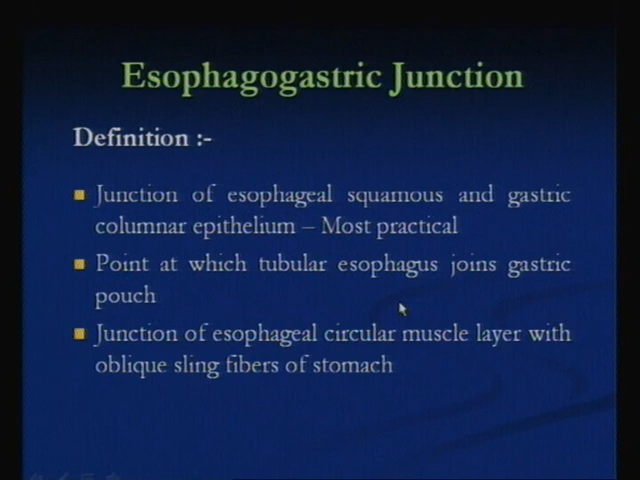 Esophagogastric Junction
Definition :-
Junction of esophageal squamous and gastric
columnar epithelium – Most practical
Point at which tubular esophagus joins gastric
pouch
Junction of esophageal circular muscle layer with
oblique sling fibers of stomach